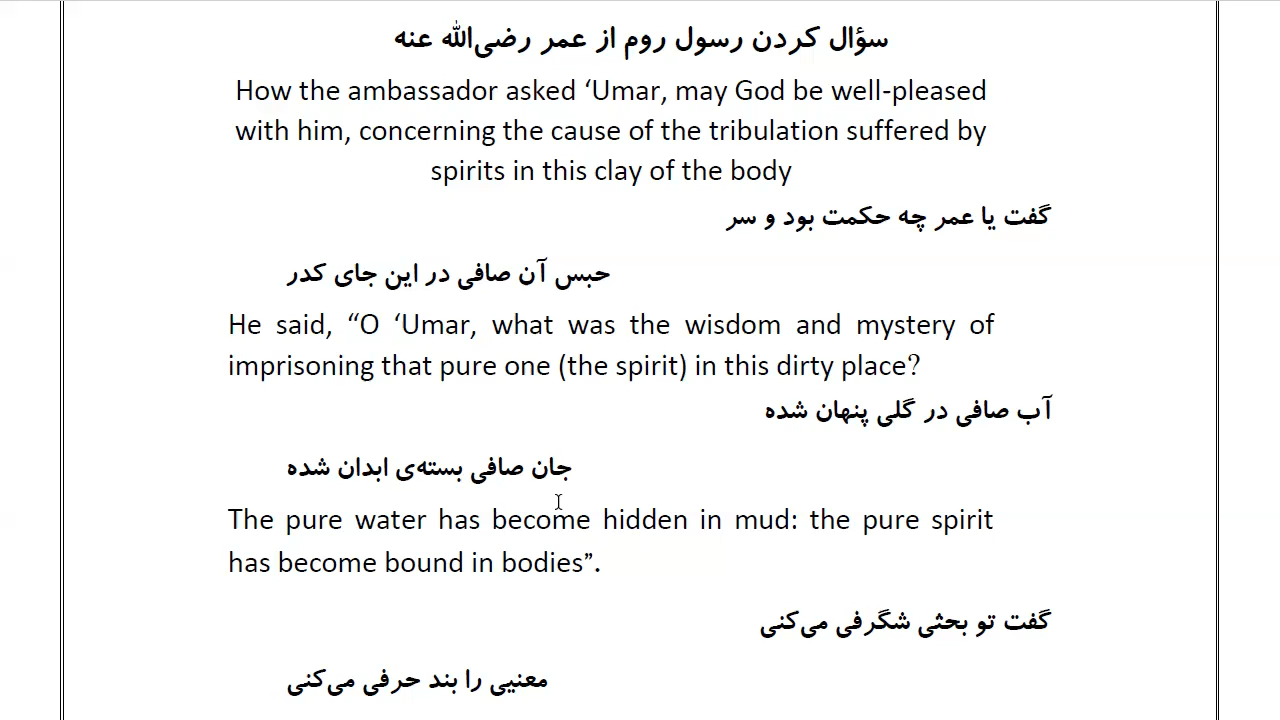 سؤال کردن رسول روم از عمر رضی‌الله عنه
How the ambassador asked ‘Umar, may God be well-pleased
with him, concerning the cause of the tribulation suffered by
spirits in this clay of the body
گفت یا عمر چه حکمت بود و سر
حبس آن صافی در این جای کدر
He said, “O ‘Umar, what was the wisdom and mystery of
imprisoning that pure one (the spirit) in this dirty place?
آب صافی در گلی پنهان شده
جان صافی بسته‌ی ابدان شده
The pure water has become hidden in mud: the pure spirit
has become bound in bodies”.
گفت تو بحثی شگرفی می‌کنی
معنیی را بند حرفی می‌کنی